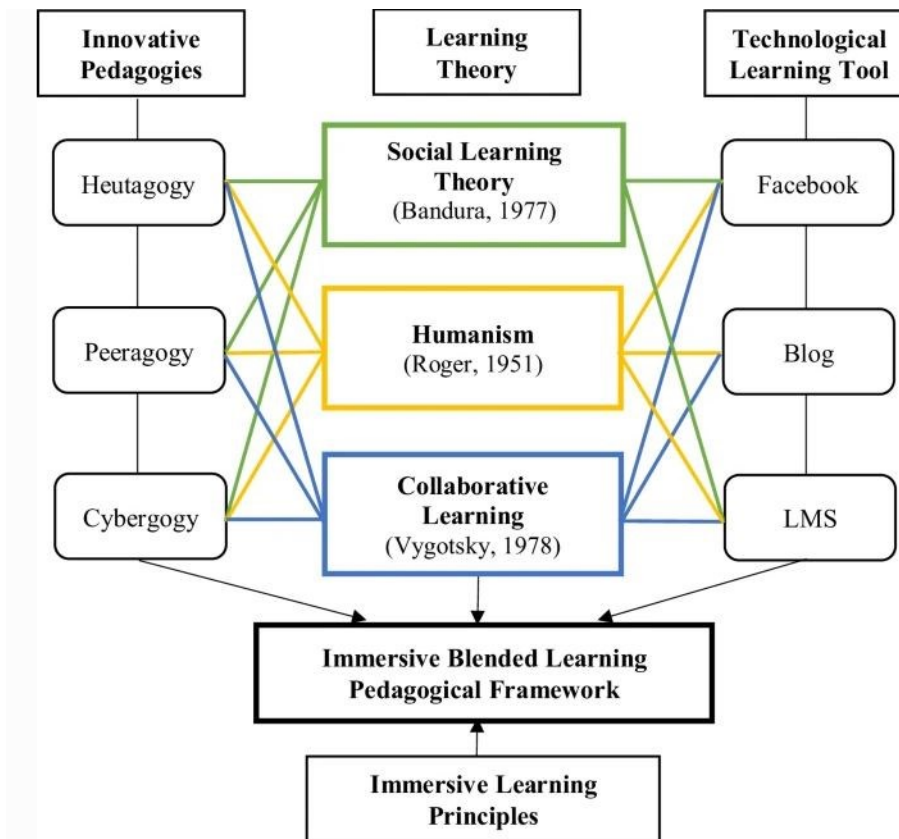 Innovative
Pedagogies
Learning
Theory
Technological
Learning Tool
Heutagogy
Social Learning
Theory
(Bandura, 1977)
Facebook
Peeragogy
Humanism
(Roger, 1951)
Blog
Cybergogy
Collaborative
Learning
(Vygotsky, 1978)
LMS
Immersive Blended Learning
Pedagogical Framework
Immersive Learning
Principles